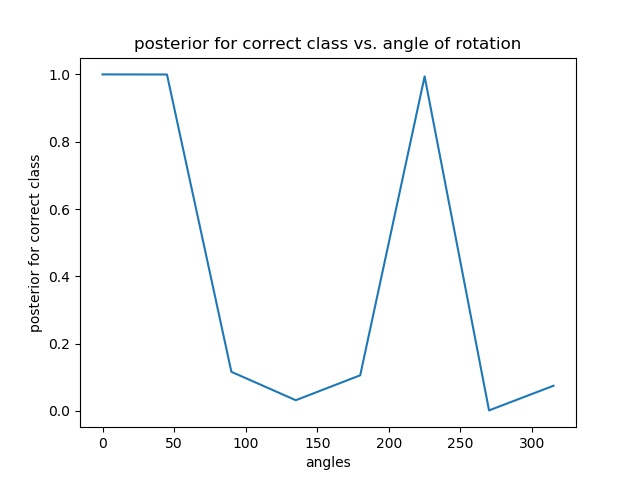 posterior for correct class vs. angle of rotation
posterior for correct class
1.0
0.8
0.6
0.4
0.2
0.0
0 50 100 150 200 250 300
angles